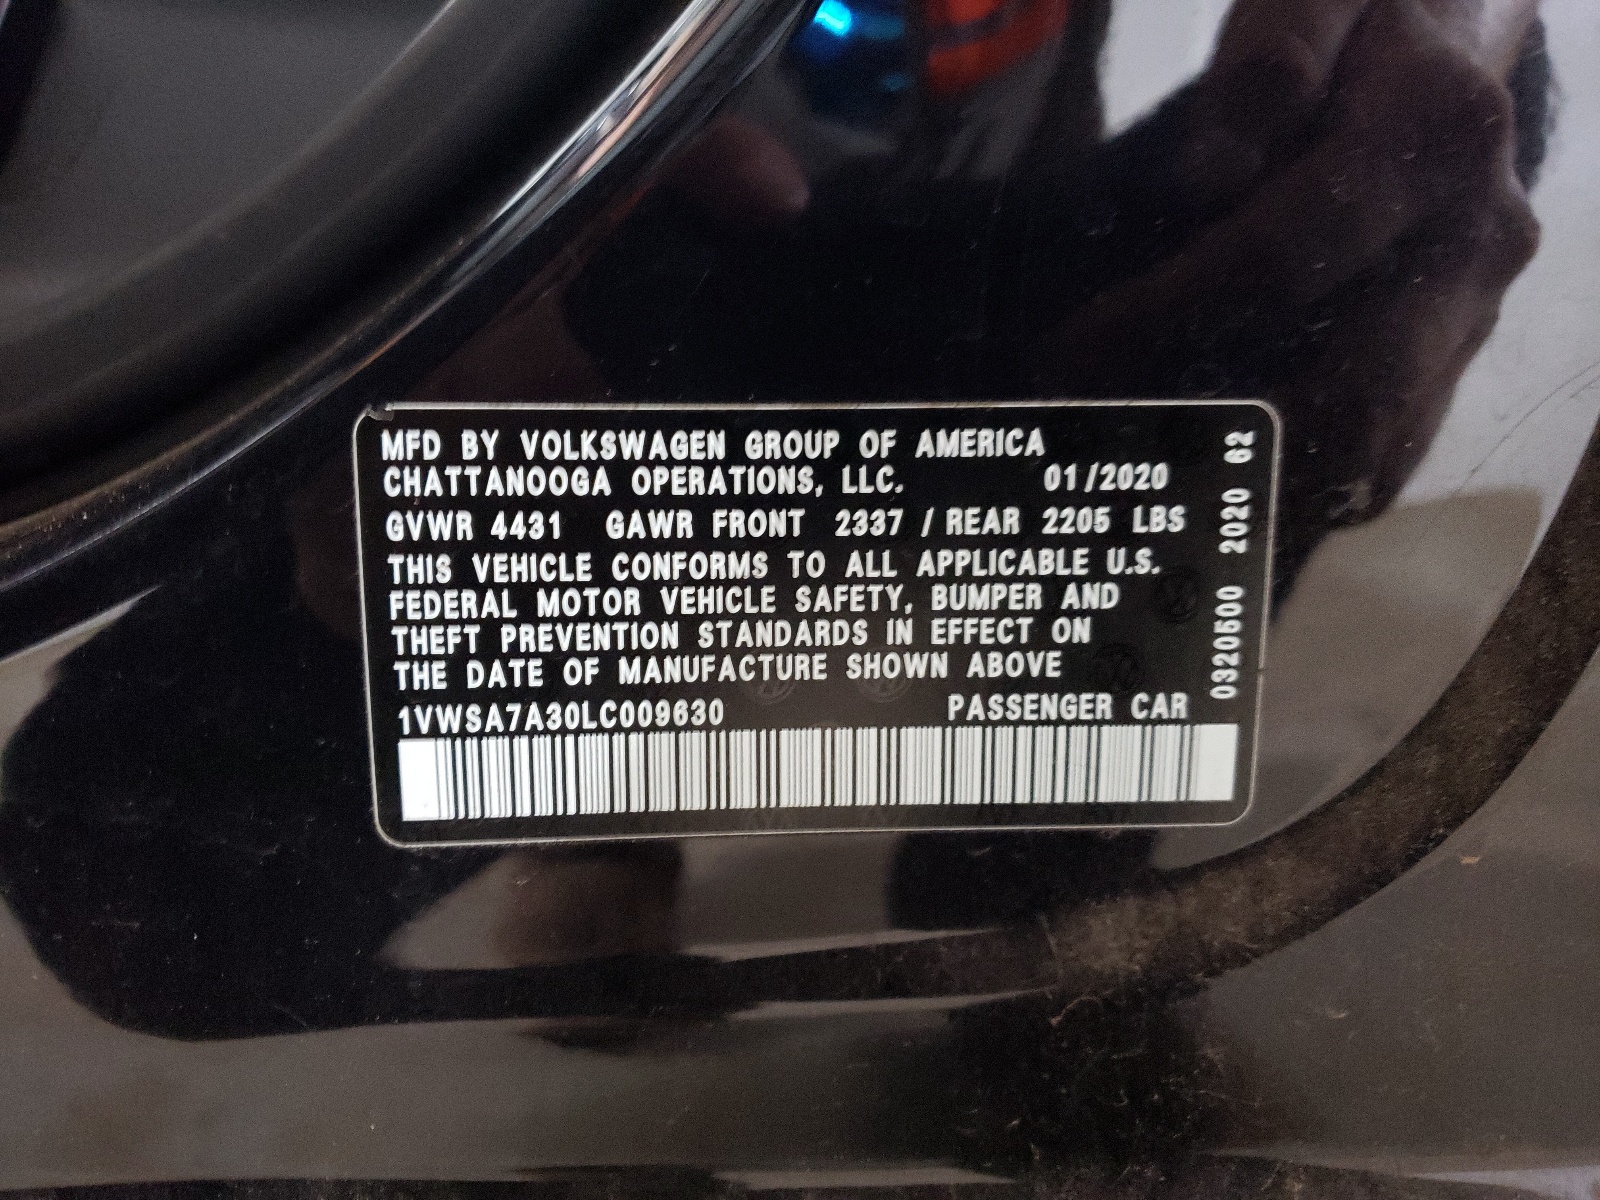 MFD BY VOLKSWAGEN GROUP OF AMERICA
CHATTANOOGA OPERATIONS, LLC. 01/2020
GVWR 4431 GAWR FRONT 2337 / REAR 2205 LBS
THIS VEHICLE CONFORMS TO ALL APPLICABLE U.S.
FEDERAL MOTOR VEHICLE SAFETY, BUMPER AND
THEFT PREVENTION STANDARDS IN EFFECT ON
THE DATE OF MANUFACTURE SHOWN ABOVE
1VWSA7A30LC009630 PASSENGER CAR
0320500 2020 62